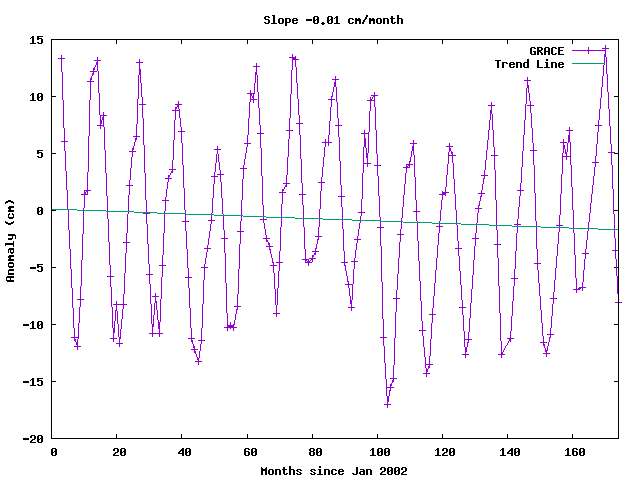 Slope -0.01 cm/month
GRACE
Trend Line
15
10
5
0
-5
-10
-15
-20
Anomaly (cm)
0 20 40 60 80 100 120 140 160
Months since Jan 2002